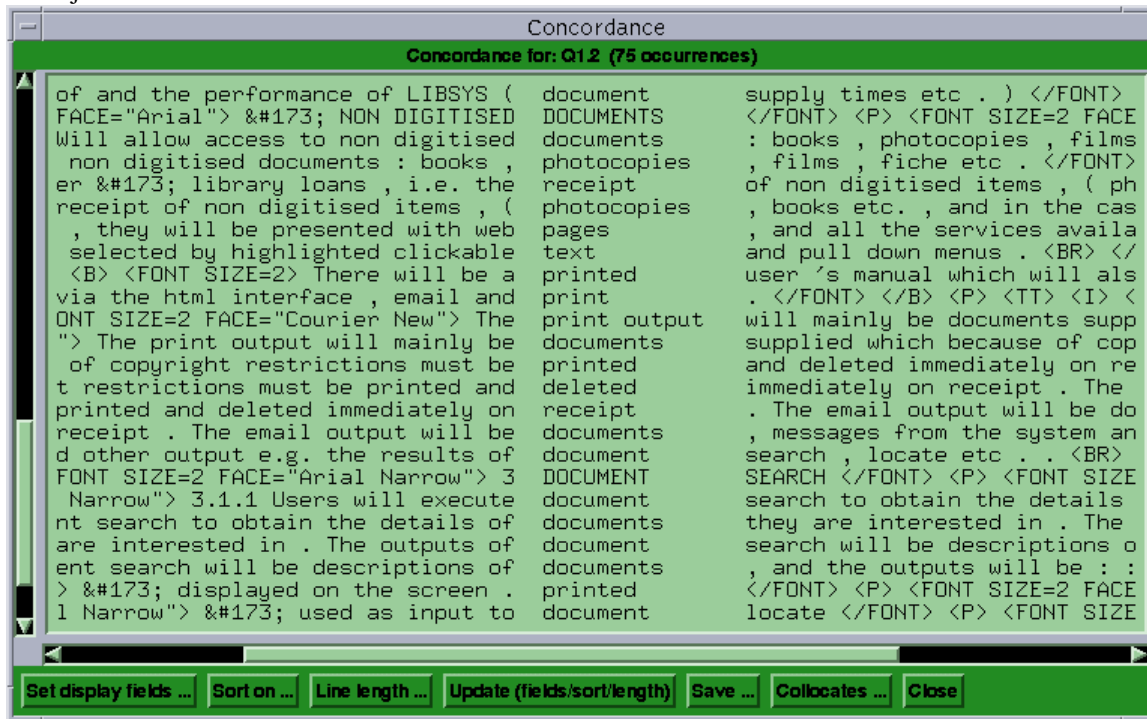 Concordance
Concordance for: Q1.2 (75 occurrences)
of and the performance of LIBSYS ( document supply times etc . ) </FONT>
FACE="Arial"> &#173; NON DIGITISED DOCUMENTS </FONT> <P> <FONT SIZE=2 FACE
Will allow access to non digitised documents : books , photocopies , films
non digitised documents : books , photocopies , films , fiche etc . </FONT>
er &#173; library loans , i.e. the receipt of non digitised items , ( ph
receipt of non digitised items , ( photocopies , books etc. , and in the cas
, they will be presented with web pages , and all the services availa
selected by highlighted clickable text and pull down menus . <BR> </
<B> <FONT SIZE=2> There will be a printed user ´s manual which will als
via the html interface , email and print . </FONT> </B> <P> <TT> <I> <
ONT SIZE=2 FACE="Courier New"> The print output will mainly be documents supp
"> The print output will mainly be documents supplied which because of cop
of copyright restrictions must be printed and deleted immediately on re
t restrictions must be printed and deleted immediately on receipt . The
printed and deleted immediately on receipt . The email output will be do
receipt . The email output will be documents , messages from the system an
d other output e.g. the results of document search , locate etc . . <BR>
FONT SIZE=2 FACE="Arial Narrow"> 3 DOCUMENT SEARCH </FONT> <P> <FONT SIZE
Narrow"> 3.1.1 Users will execute document search to obtain the details
nt search to obtain the details of documents they are interested in . The
are interested in . The outputs of document search will be descriptions o
ent search will be descriptions of documents , and the outputs will be : :
> &#173; displayed on the screen . printed </FONT> <P> <FONT SIZE=2 FACE
l Narrow"> &#173; used as input to document locate </FONT> <P> <FONT SIZE
Set display fields ... Sort on ... Line length ... Update (fields/sort/length) Save ... Collocates ... Close